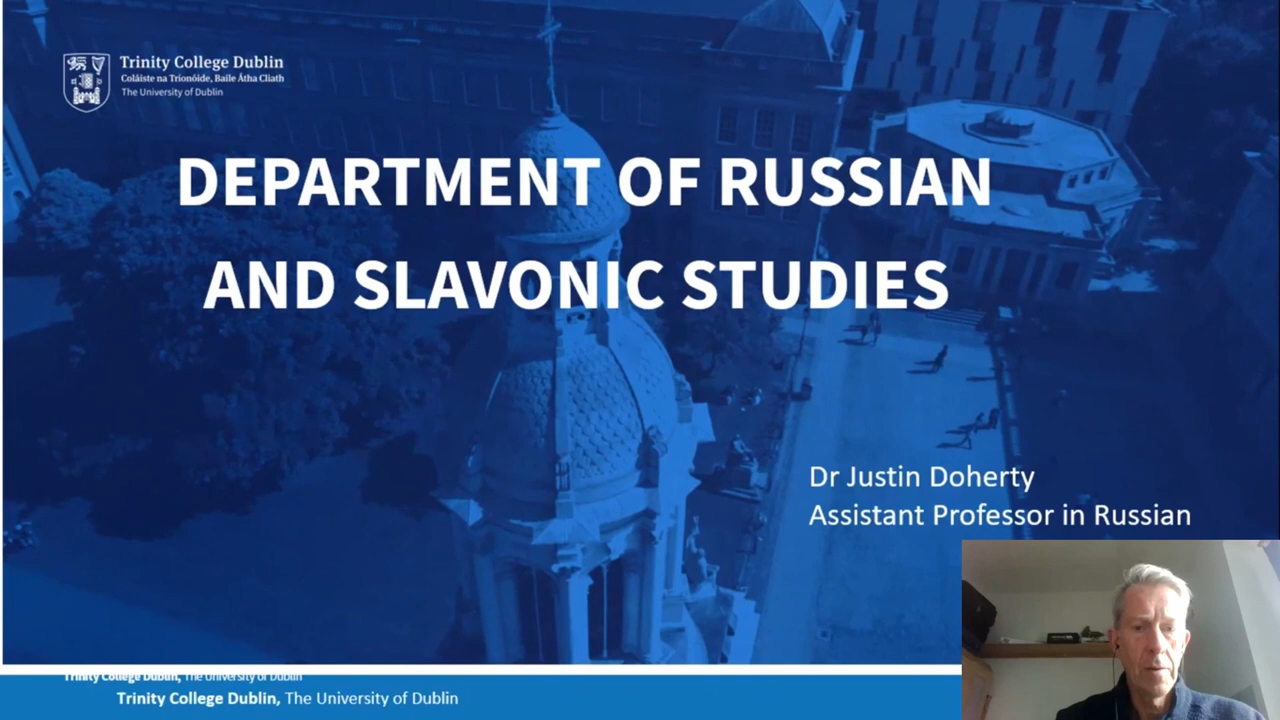 Trinity College Dublin
Coláiste na Tríonóide, Baile Átha Cliath
The University of Dublin
DEPARTMENT OF RUSSIAN
AND SLAVONIC STUDIES
Dr Justin Doherty
Assistant Professor in Russian
Trinity College Dublin, The University of Dublin
Trinity College Dublin, The University of Dublin